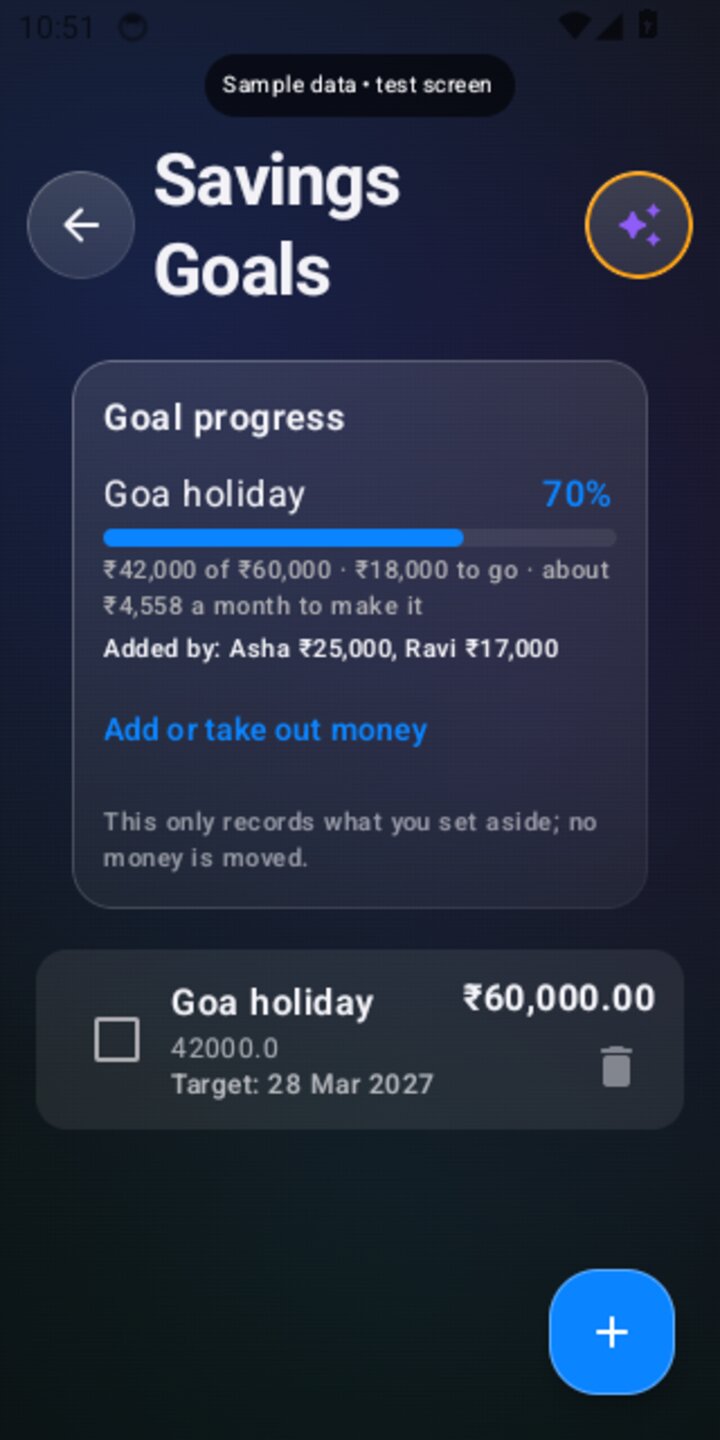 10:51
Sample data • test screen
Savings
Goals
Goal progress
Goa holiday 70%
₹42,000 of ₹60,000 · ₹18,000 to go · about
₹4,558 a month to make it
Added by: Asha ₹25,000, Ravi ₹17,000
Add or take out money
This only records what you set aside; no
money is moved.
Goa holiday ₹60,000.00
42000.0
Target: 28 Mar 2027